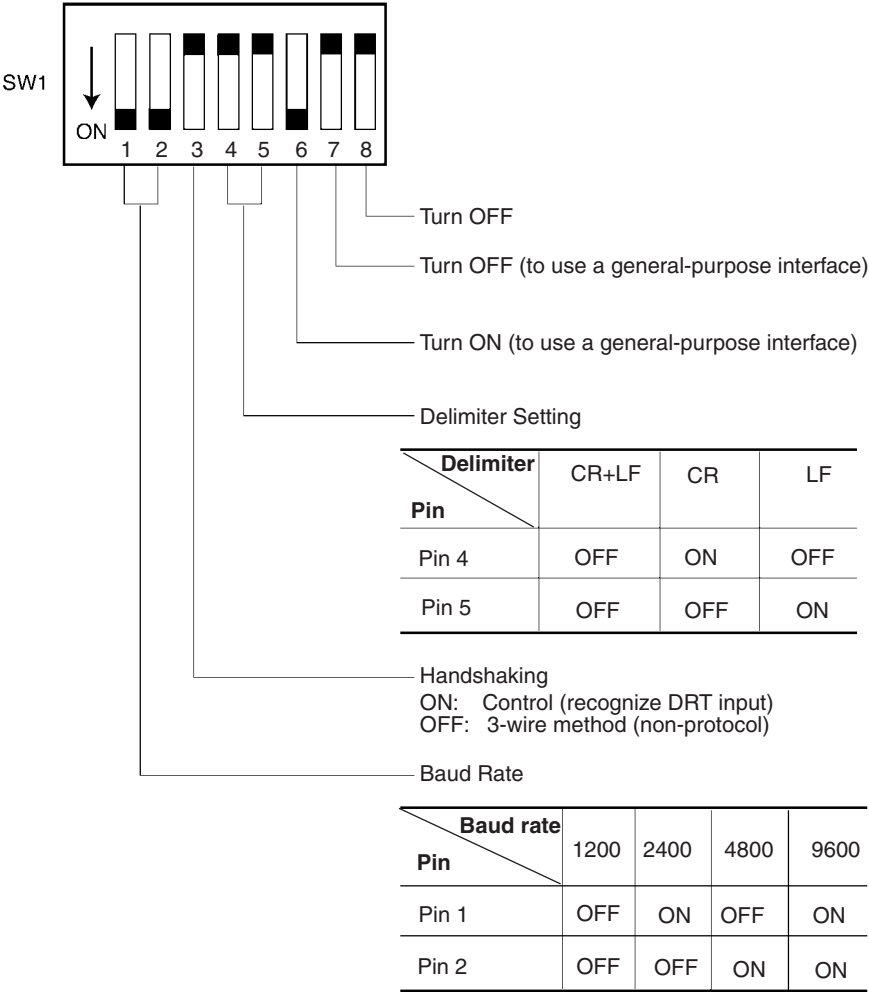 SW1
ON
1 2 3 4 5 6 7 8
Turn OFF
Turn OFF (to use a general-purpose interface)
Turn ON (to use a general-purpose interface)
Delimiter Setting
Delimiter CR+LF CR LF
Pin
Pin 4 OFF ON OFF
Pin 5 OFF OFF ON
Handshaking
ON: Control (recognize DRT input)
OFF: 3-wire method (non-protocol)
Baud Rate
Baud rate 1200 2400 4800 9600
Pin
Pin 1 OFF ON OFF ON
Pin 2 OFF OFF ON ON